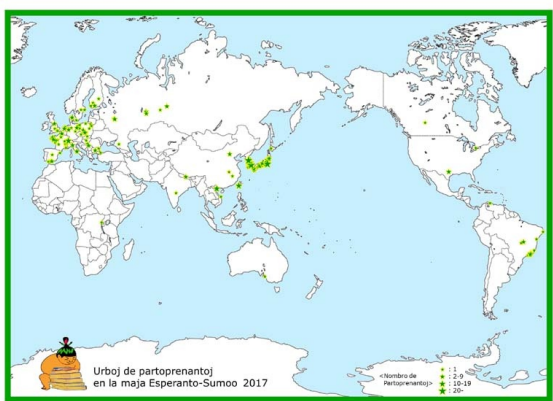 Urboj de partoprenantoj
en la maja Esperanto-Sumoo 2017
<Nombro de
Partoprenantoj>
: 1
: 2-9
: 10-19
: 20-